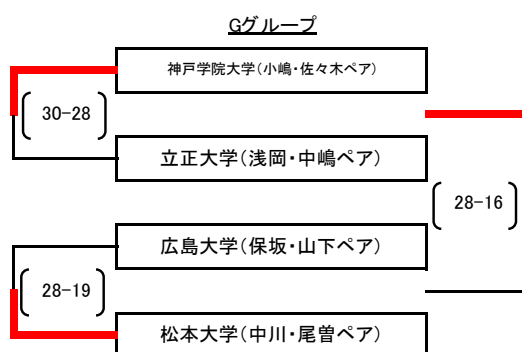 Gグループ
神戸学院大学(小嶋・佐々木ペア)
30-28
立正大学(浅岡・中嶋ペア)
28-16
広島大学(保坂・山下ペア)
28-19
松本大学(中川・尾曽ペア)